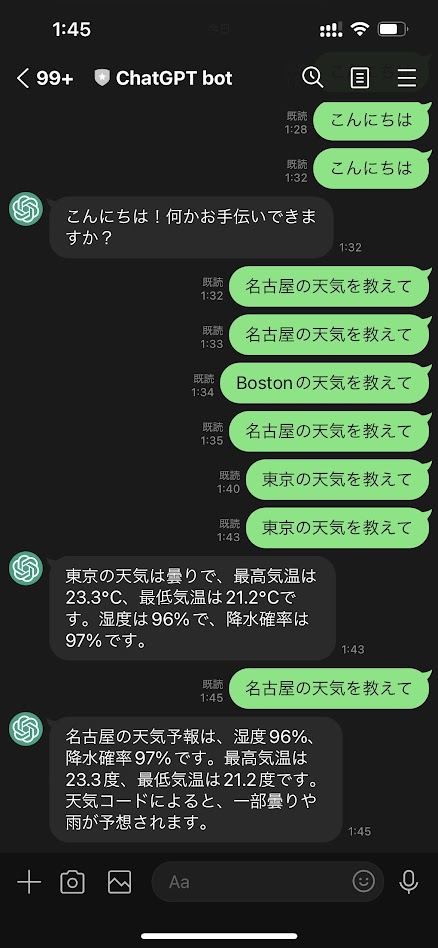 1:45
99+ ChatGPT bot
既読
1:28
こんにちは
既読
1:32
こんにちは
こんにちは！何かお手伝いできま
すか？
1:32
既読
1:32
名古屋の天気を教えて
既読
1:33
名古屋の天気を教えて
既読
1:34
Bostonの天気を教えて
既読
1:35
名古屋の天気を教えて
既読
1:40
東京の天気を教えて
既読
1:43
東京の天気を教えて
東京の天気は曇りで、最高気温は
23.3°C、最低気温は21.2°Cで
す。湿度は96%で、降水確率は
97%です。
1:43
既読
1:45
名古屋の天気を教えて
名古屋の天気予報は、湿度96%、
降水確率97%です。最高気温は
23.3度、最低気温は21.2度です。
天気コードによると、一部曇りや
雨が予想されます。
1:45
Aa